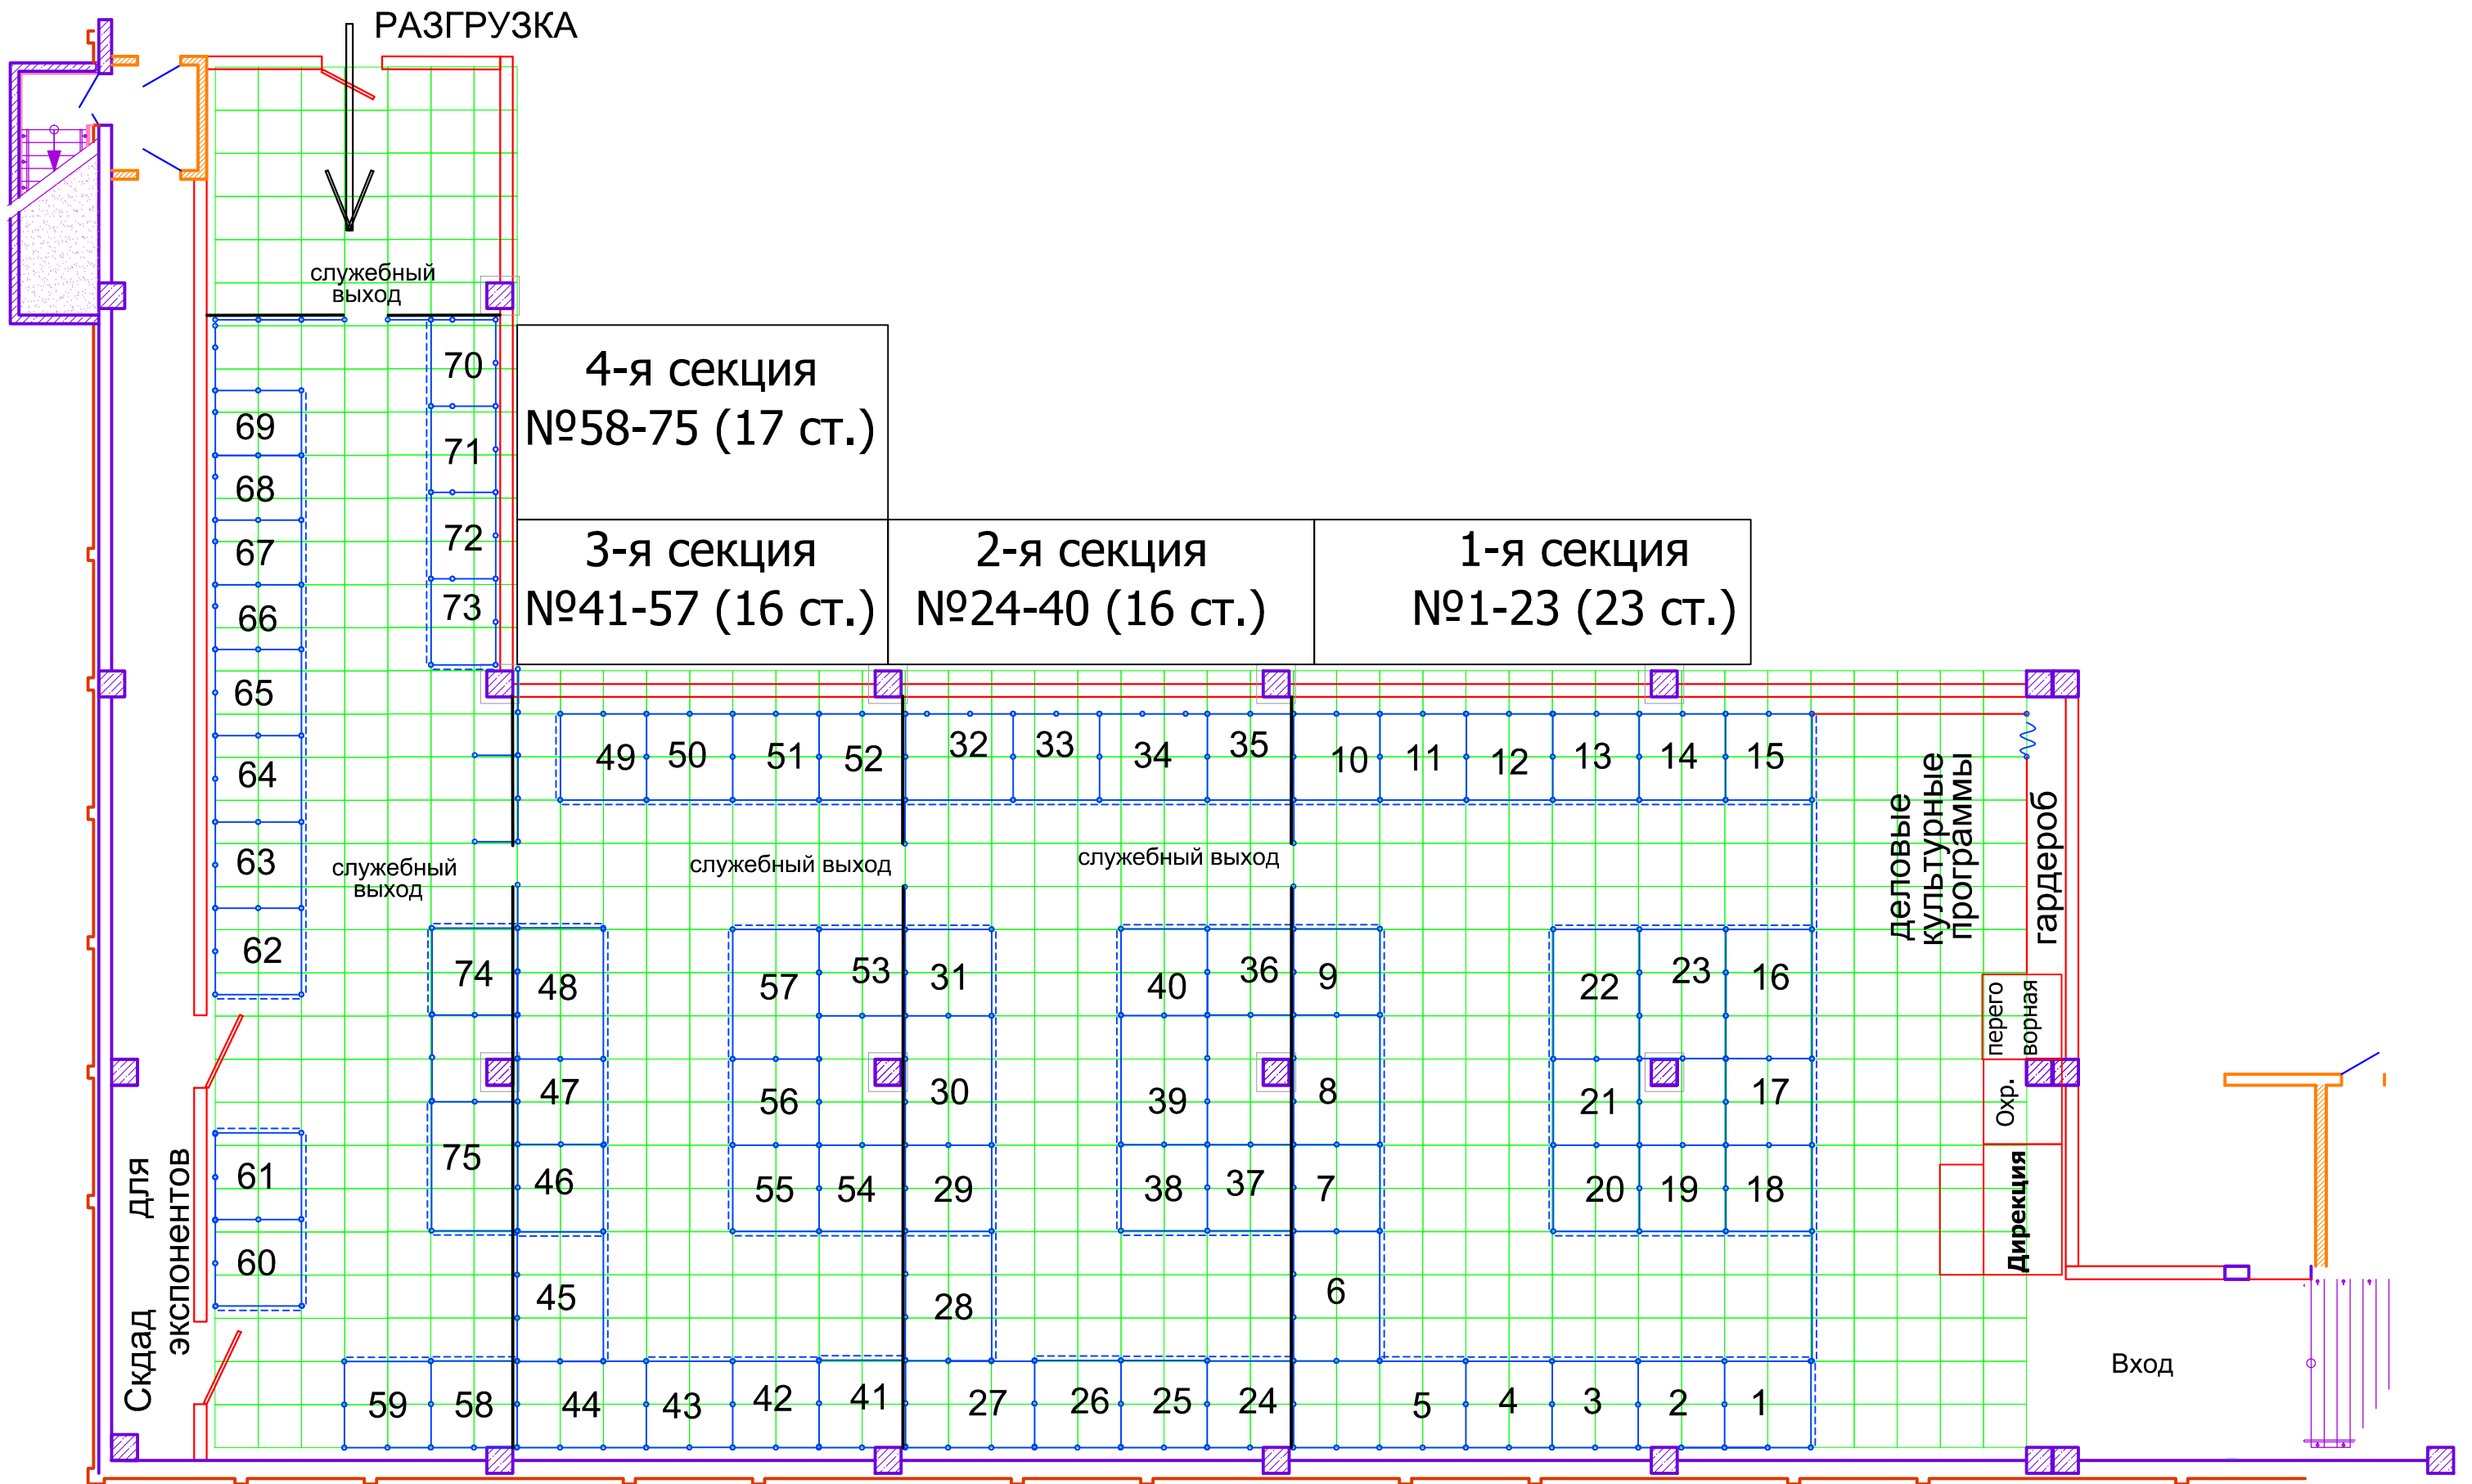 РАЗГРУЗКА
служебный
выход
4-я секция
№58-75 (17 ст.)
3-я секция
№41-57 (16 ст.)
2-я секция
№24-40 (16 ст.)
1-я секция
№1-23 (23 ст.)
70
71
72
73
69
68
67
66
65
64
63
62
49 50 51 52 32 33 34 35 10 11 12 13 14 15
служебный
выход
служебный выход
служебный выход
деловые
культурные
программы
гардероб
74 48 57 53 31 40 36 9 22 23 16
47 56 30 39 8 21 17
75 46 55 54 29 38 37 7 20 19 18
61
60
45 28 6
59 58 44 43 42 41 27 26 25 24 5 4 3 2 1
перего
ворная
Охр.
Дирекция
Скдад для
экспонентов
Вход